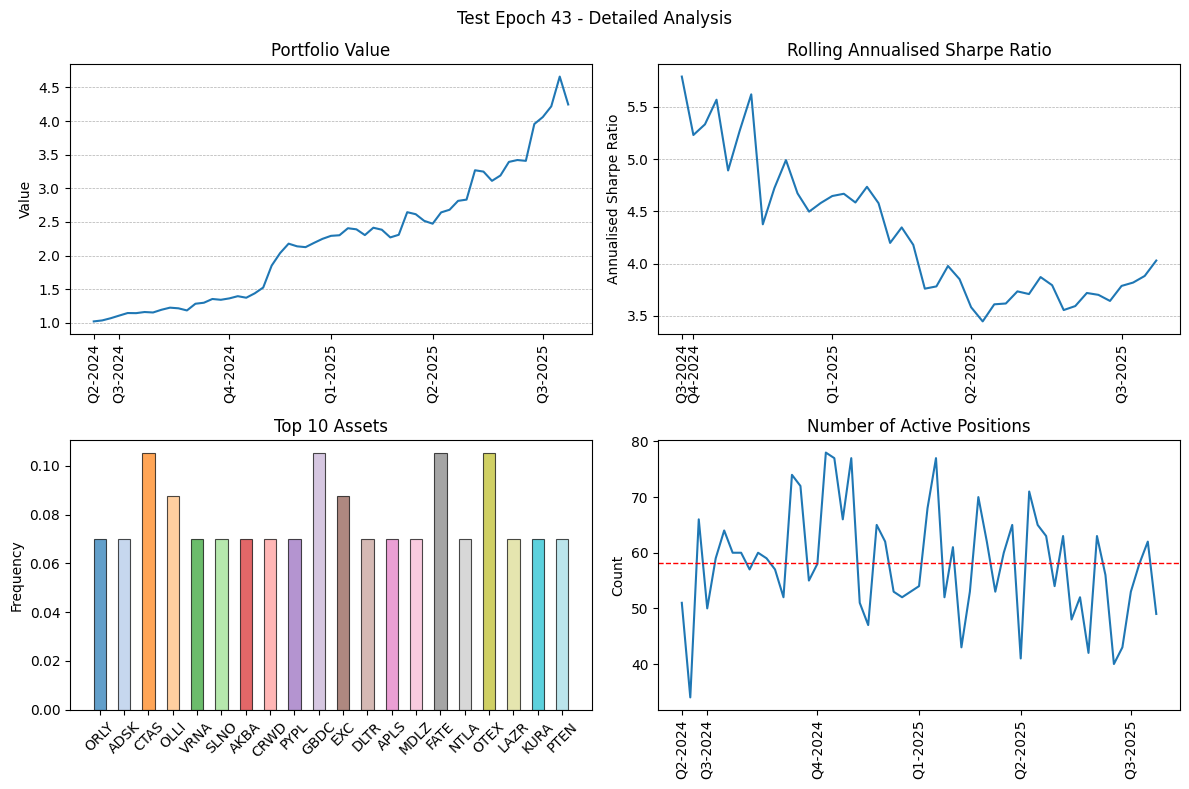 Test Epoch 43 - Detailed Analysis
Portfolio Value
Value
4.5
4.0
3.5
3.0
2.5
2.0
1.5
1.0
Q2-2024
Q3-2024
Q4-2024
Q1-2025
Q2-2025
Q3-2025
Rolling Annualised Sharpe Ratio
Annualised Sharpe Ratio
5.5
5.0
4.5
4.0
3.5
Q3-2024
Q4-2024
Q1-2025
Q2-2025
Q3-2025
Top 10 Assets
Frequency
0.10
0.08
0.06
0.04
0.02
0.00
ORLY
ADSK
CTAS
OLLI
VRNA
SLNO
AKBA
CRWD
PYPL
GBDC
EXC
DLTR
APLS
MDLZ
FATE
NTLA
OTEX
LAZR
KURA
PTEN
Number of Active Positions
Count
80
70
60
50
40
Q2-2024
Q3-2024
Q4-2024
Q1-2025
Q2-2025
Q3-2025